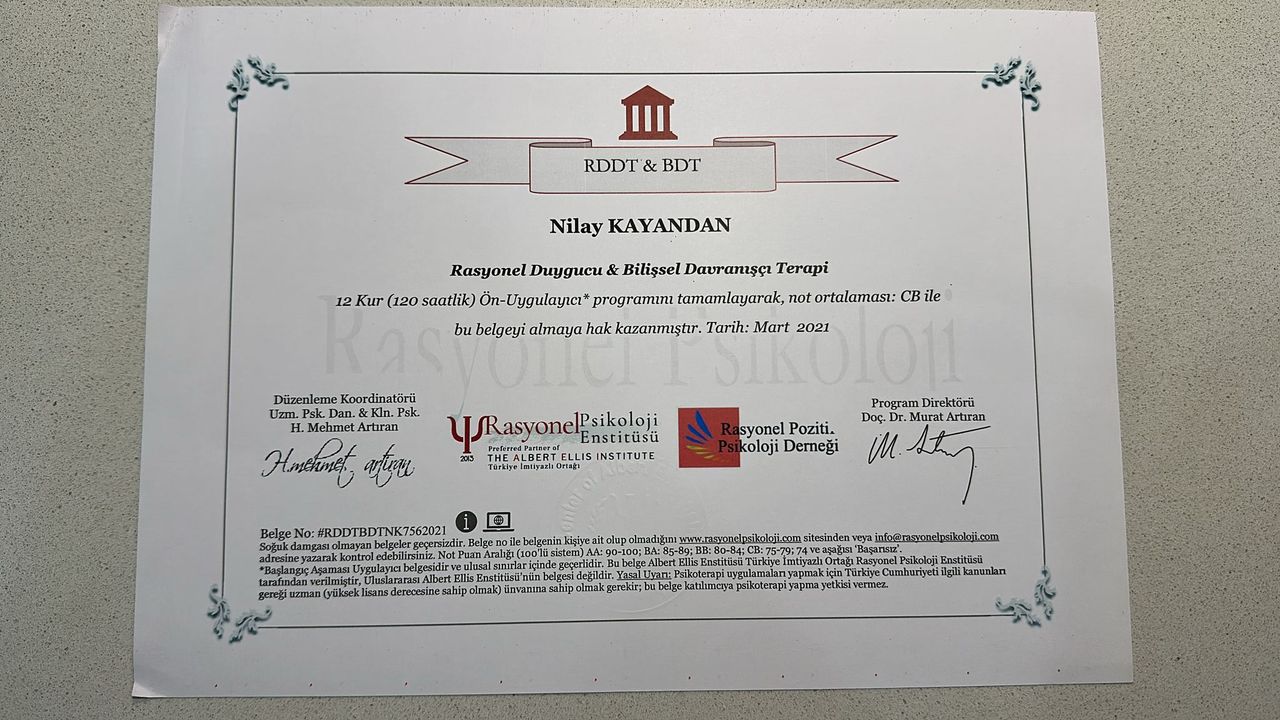 RDDT & BDT
Nilay KAYANDAN
Rasyonel Duygucu & Bilişsel Davranışçı Terapi
12 Kur (120 saatlik) Ön-Uygulayıcı* programını tamamlayarak, not ortalaması: CB ile
bu belgeyi almaya hak kazanmıştır. Tarih: Mart 2021
Rasyonel Psikoloji
Düzenleme Koordinatörü
Uzm. Psk. Dan. & Kln. Psk.
H. Mehmet Artıran
H.mehmet artıran
Rasyonel Psikoloji
Enstitüsü
2013
Preferred Partner of
THE ALBERT ELLIS INSTITUTE
Türkiye İmtiyazlı Ortağı
Rasyonel Poziti.
Psikoloji Derneği
Program Direktörü
Doç. Dr. Murat Artıran
Belge No: #RDDTBDTNK7562021
Soğuk damgası olmayan belgeler geçersizdir. Belge no ile belgenin kişiye ait olup olmadığını www.rasyonelpsikoloji.com sitesinden veya info@rasyonelpsikoloji.com
adresine yazarak kontrol edebilirsiniz. Not Puan Aralığı (100'lü sistem) AA: 90-100; BA: 85-89; BB: 80-84; CB: 75-79; 74 ve aşağısı 'Başarısız'.
*Başlangıç Aşaması Uygulayıcı belgesidir ve ulusal sınırlar içinde geçerlidir. Bu belge Albert Ellis Enstitüsü Türkiye İmtiyazlı Ortağı Rasyonel Psikoloji Enstitüsü
tarafından verilmiştir, Uluslararası Albert Ellis Enstitüsü'nün belgesi değildir. Yasal Uyarı: Psikoterapi uygulamaları yapmak için Türkiye Cumhuriyeti ilgili kanunları
gereği uzman (yüksek lisans derecesine sahip olmak) ünvanına sahip olmak gerekir; bu belge katılımcıya psikoterapi yapma yetkisi vermez.